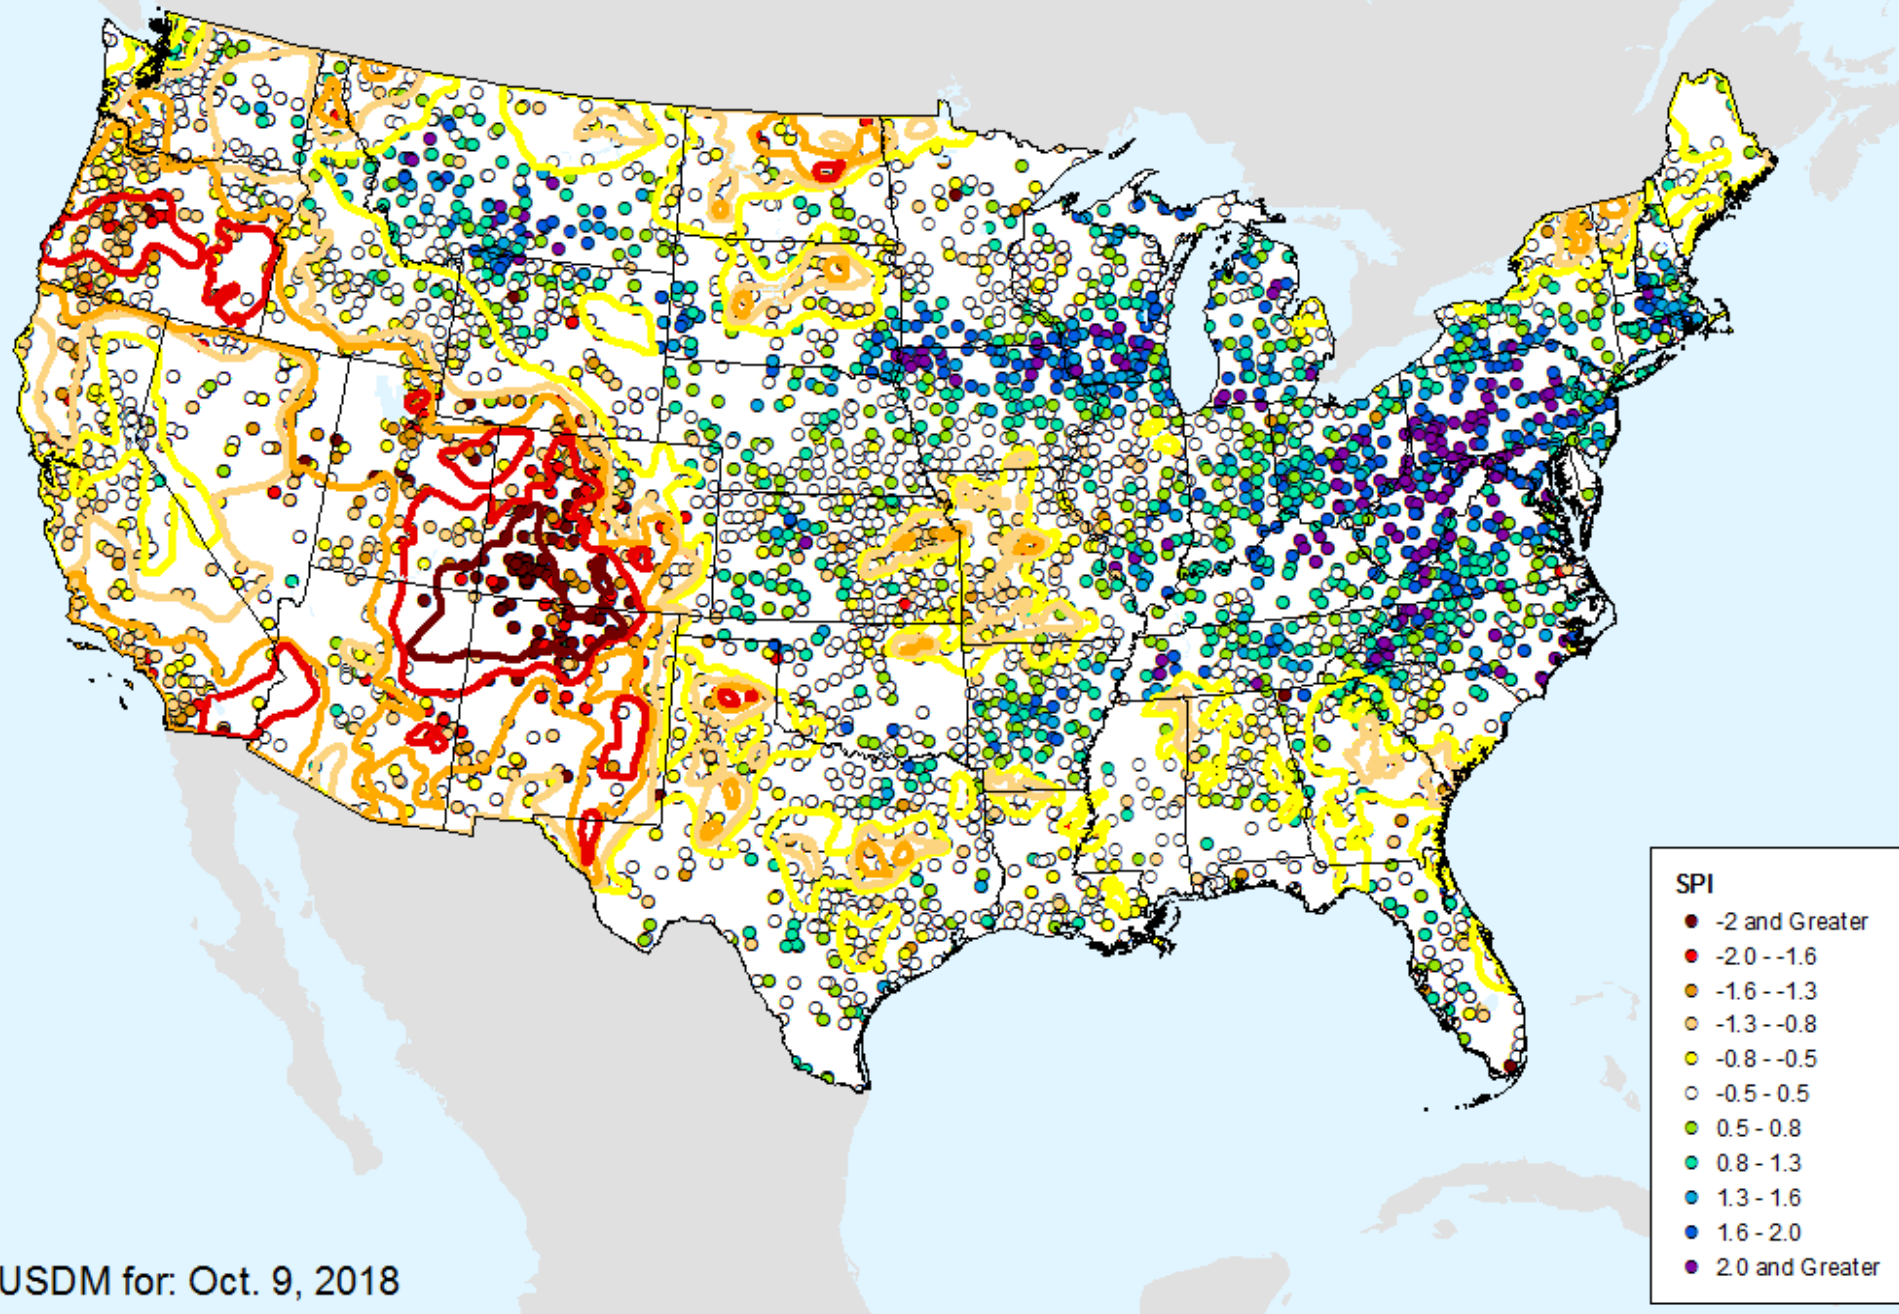 SPI
-2 and Greater
-2.0 - -1.6
-1.6 - -1.3
-1.3 - -0.8
-0.8 - -0.5
-0.5 - 0.5
0.5 - 0.8
0.8 - 1.3
1.3 - 1.6
1.6 - 2.0
2.0 and Greater
USDM for: Oct. 9, 2018